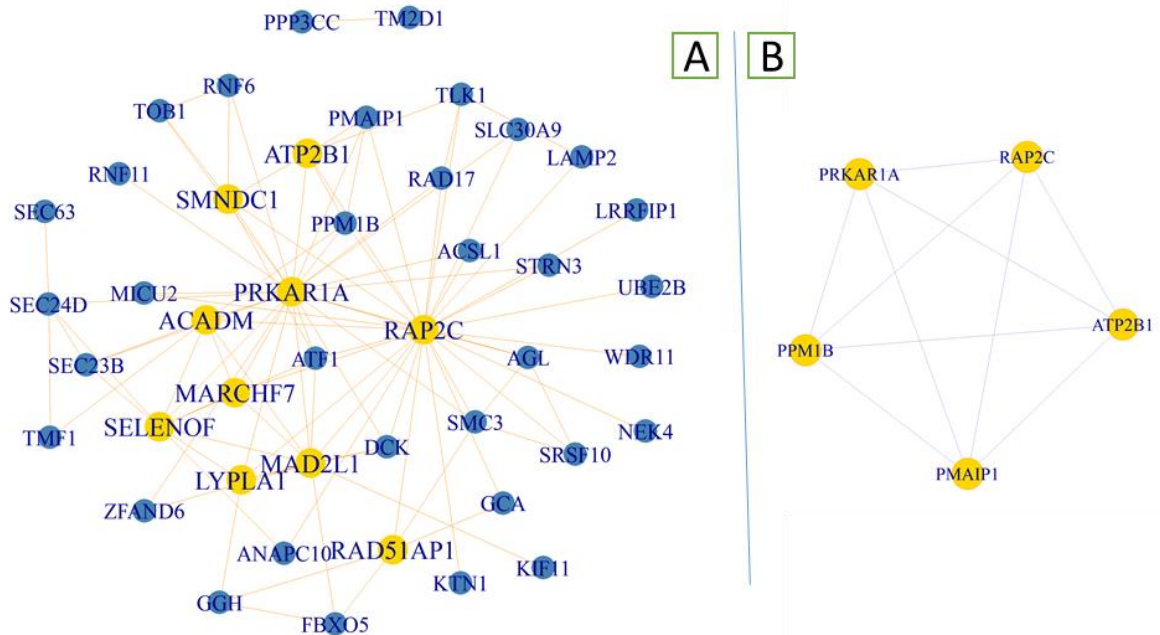 PPP3CC
TM2D1
A
B
RNF6
TOB1
PMAIP1
TLK1
SLC30A9
ATP2B1
LAMP2
RNF11
RAD17
SMNDC1
SEC63
PPM1B
LRRFIP1
ACSL1
STRN3
UBE2B
SEC24D
MICU2
PRKAR1A
ACADM
RAP2C
SEC23B
ATF1
AGL
WDR11
MARCHF7
SELENOF
SMC3
TMF1
NEK4
DCK
SRSF10
MAD2L1
LYPLA1
ZFAND6
GCA
ANAPC10
RAD51AP1
KTN1
KIF11
GGH
FBXO5
RAP2C
PRKAR1A
ATP2B1
PPM1B
PMAIP1